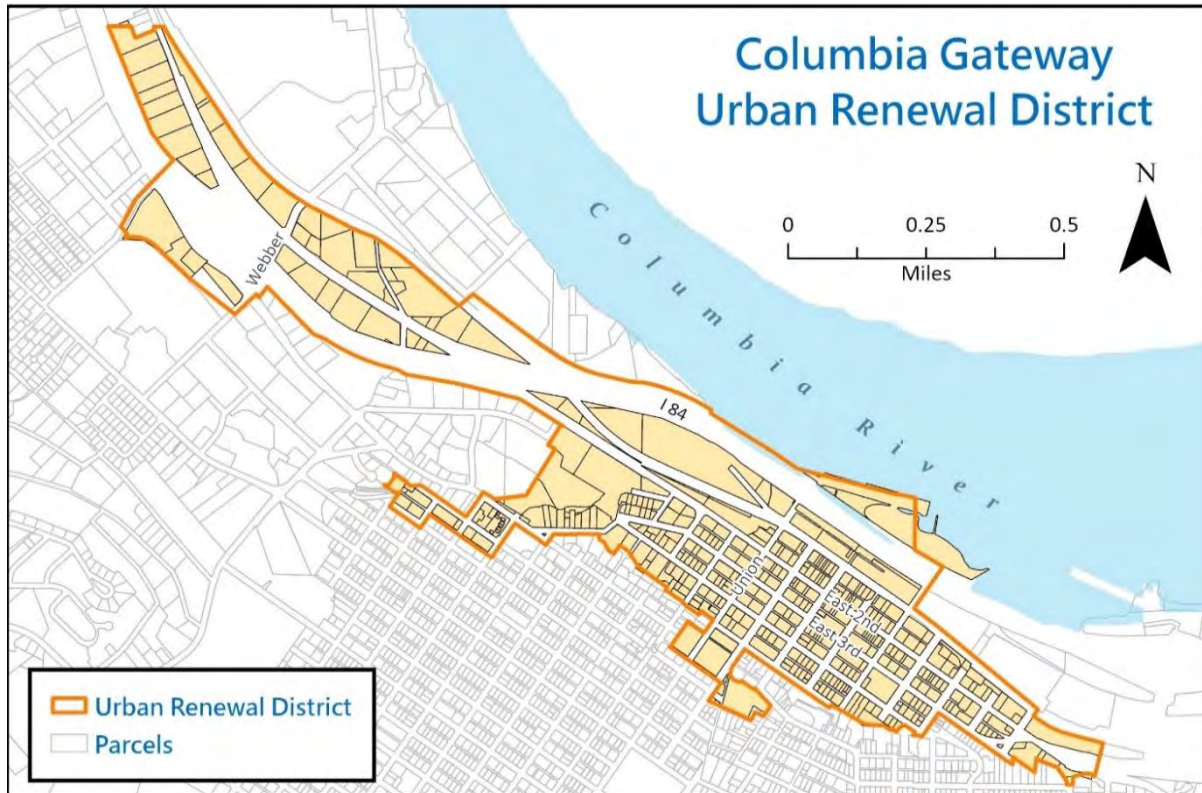 Columbia Gateway
Urban Renewal District
N
0 0.25 0.5
Miles
Columbia River
Webber
I 84
Union
East 2nd
East 3rd
Urban Renewal District
Parcels